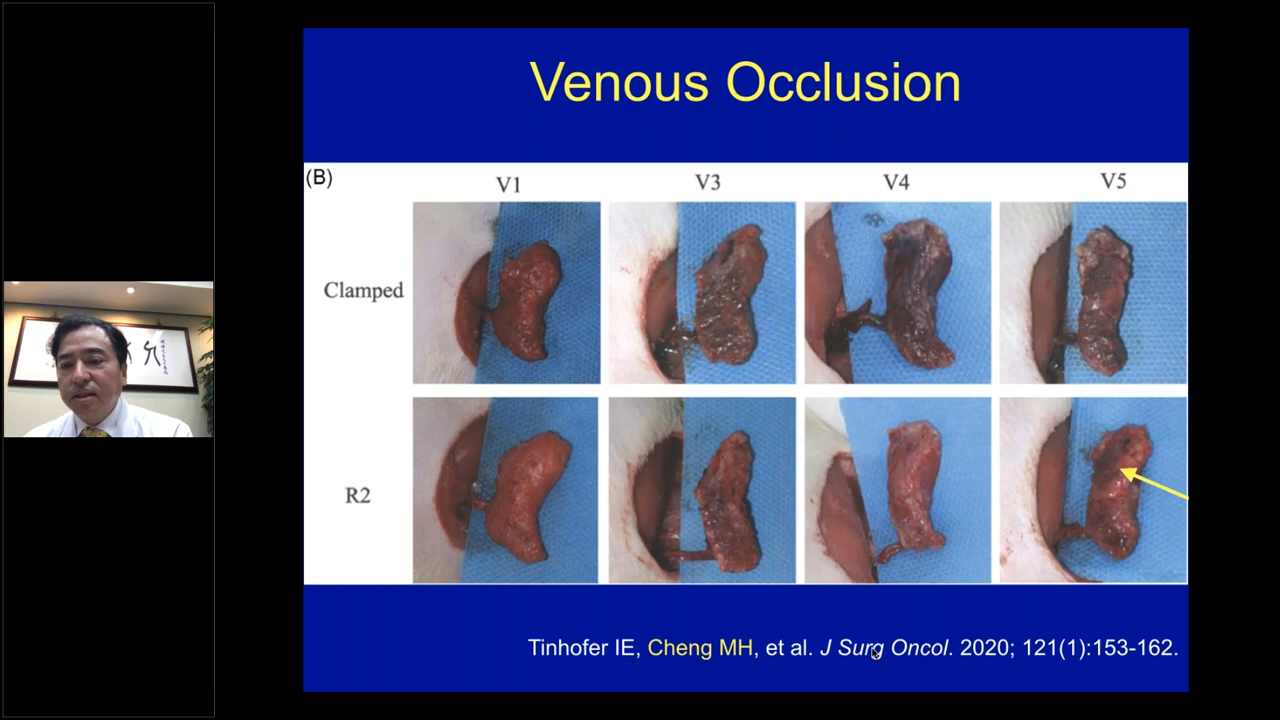 Venous Occlusion
(B)
V1 V3 V4 V5
Clamped
R2
Tinhofer IE, Cheng MH, et al. J Surg Oncol. 2020; 121(1):153-162.